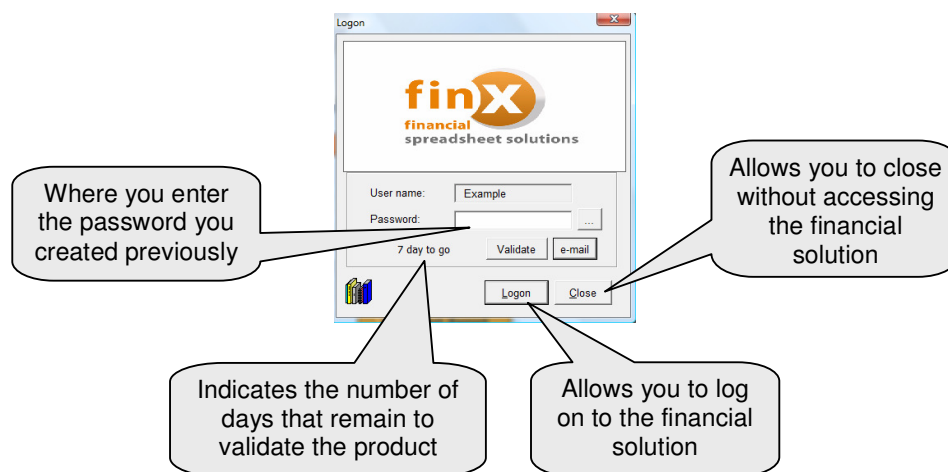 Logon
X
finX
financial
spreadsheet solutions
Where you enter
the password you
created previously
User name:
Example
Password:
...
7 day to go
Validate
e-mail
Logon
Close
Allows you to close
without accessing
the financial
solution
Indicates the number of
days that remain to
validate the product
Allows you to log
on to the financial
solution